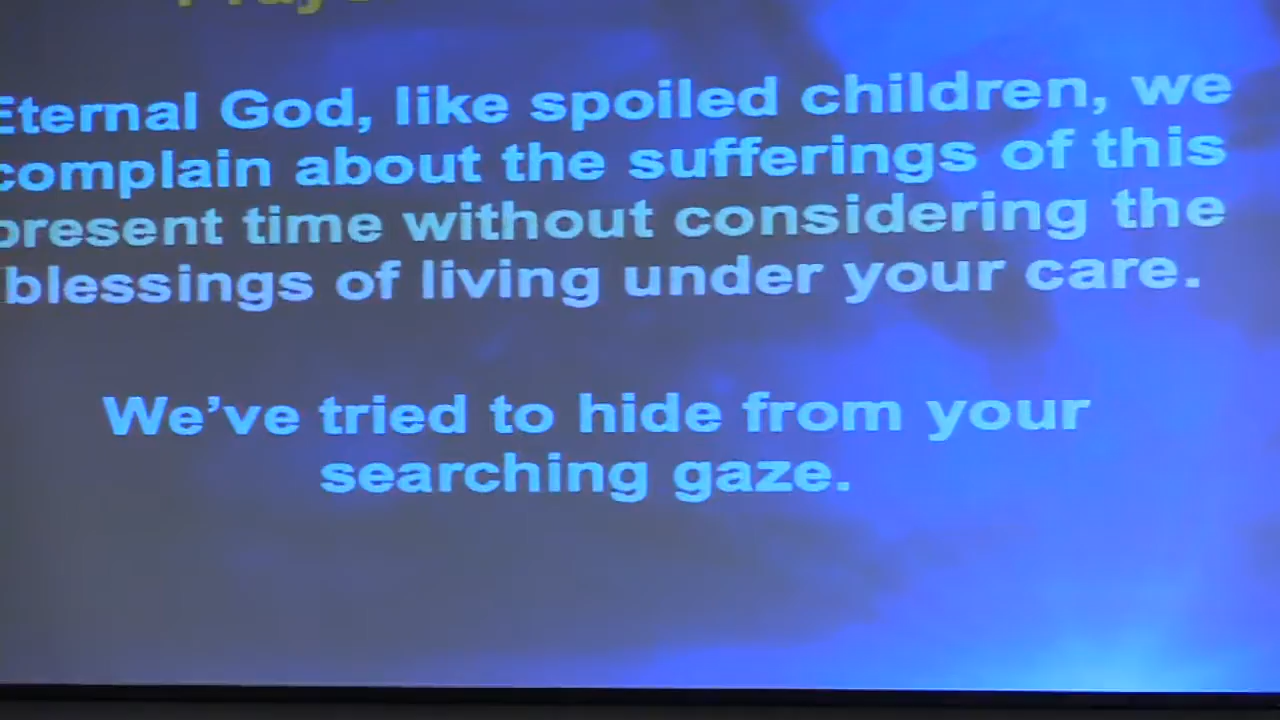 Prayer
Eternal God, like spoiled children, we
complain about the sufferings of this
present time without considering the
blessings of living under your care.
We’ve tried to hide from your
searching gaze.